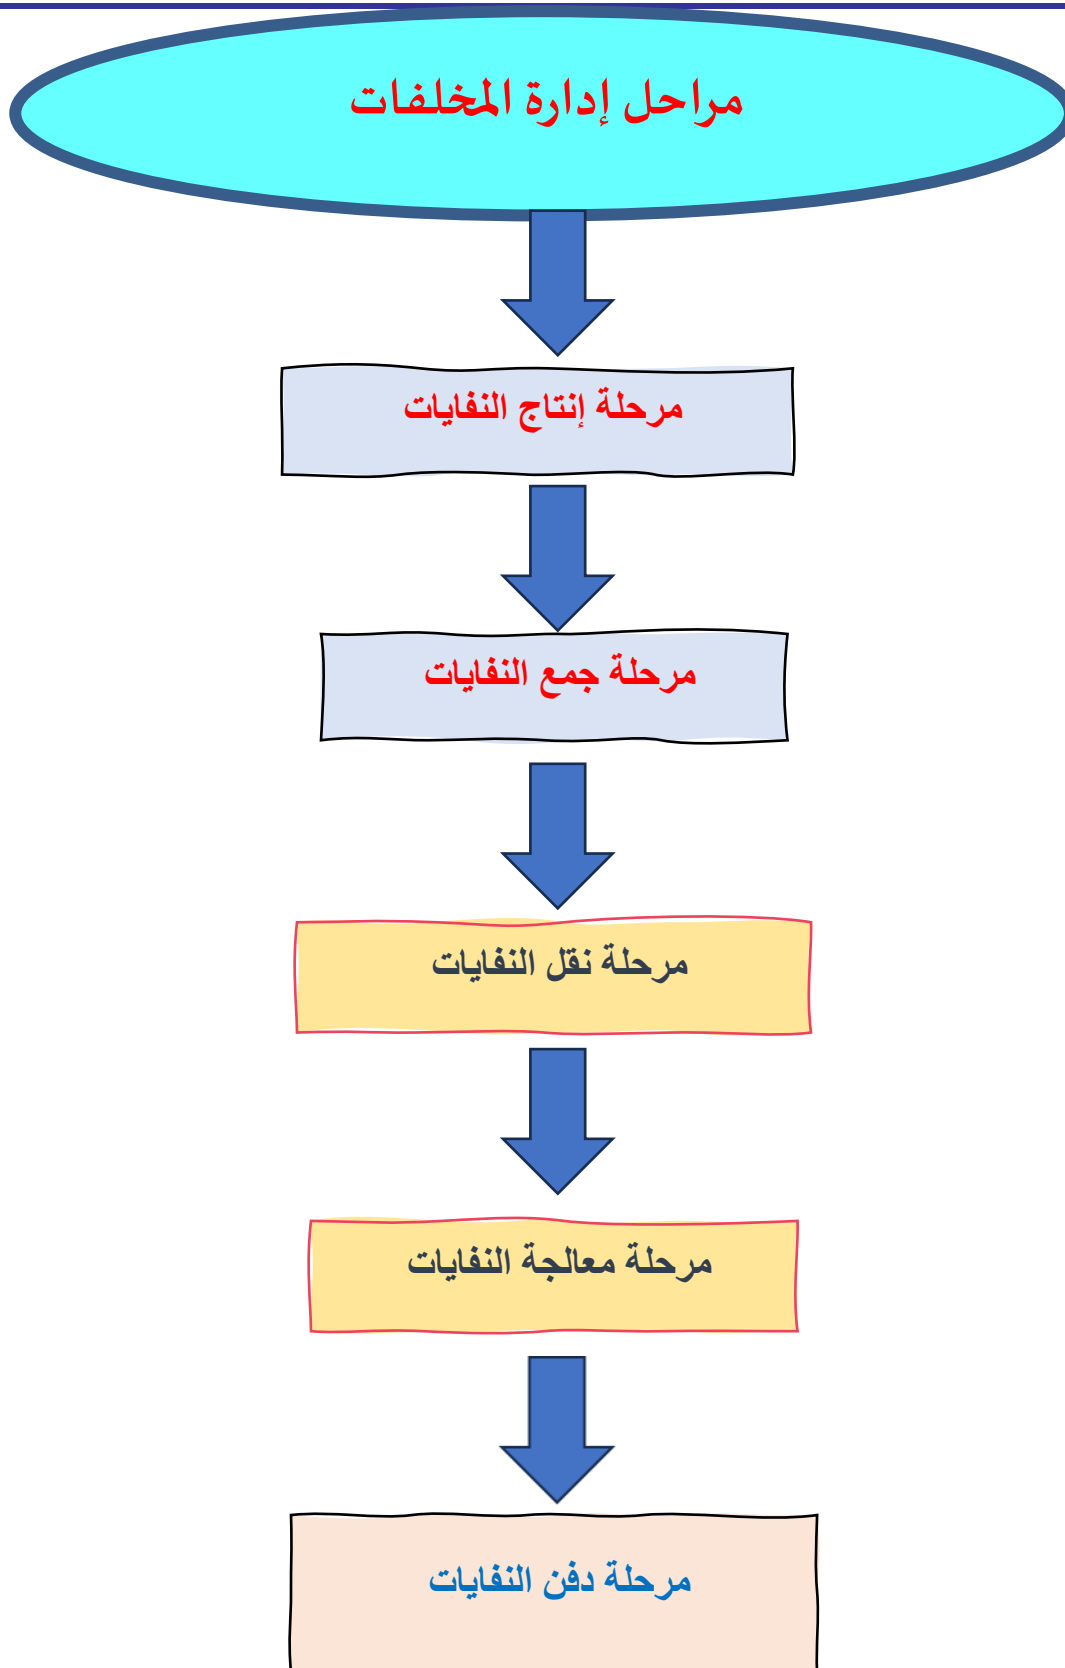 مراحل إدارة المخلفات
مرحلة إنتاج النفايات
مرحلة جمع النفايات
مرحلة نقل النفايات
مرحلة معالجة النفايات
مرحلة دفن النفايات